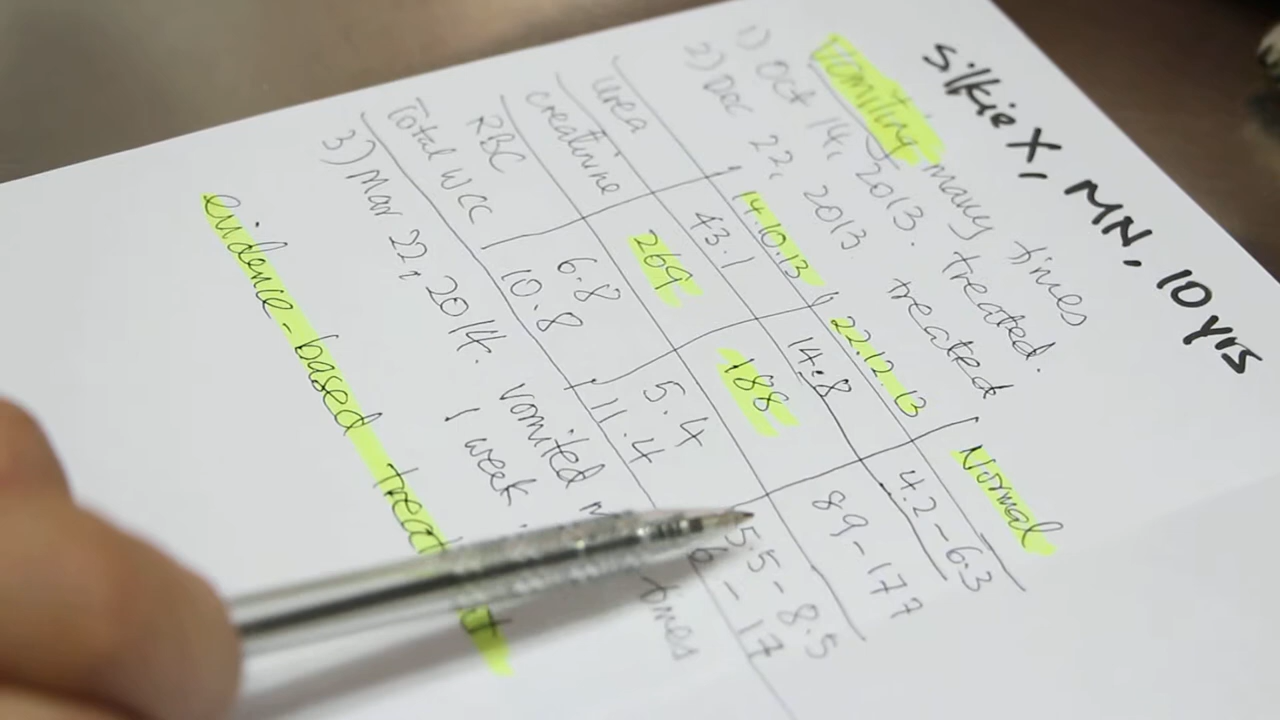 Silkie X, MN, 10 yrs
Vomiting many times
1) Oct 14, 2013. treated.
2) Dec 22, 2013 treated
14.10.13 22.12.13 Normal
Urea 43.1 14.8 4.2-6.3
creatinine 269 188 89-177
RBC 6.8 5.4 5.5-8.5
Total WCC 10.8 11.4 6-17
3) Mar 22, 2014. vomited times
1 week.
evidence-based